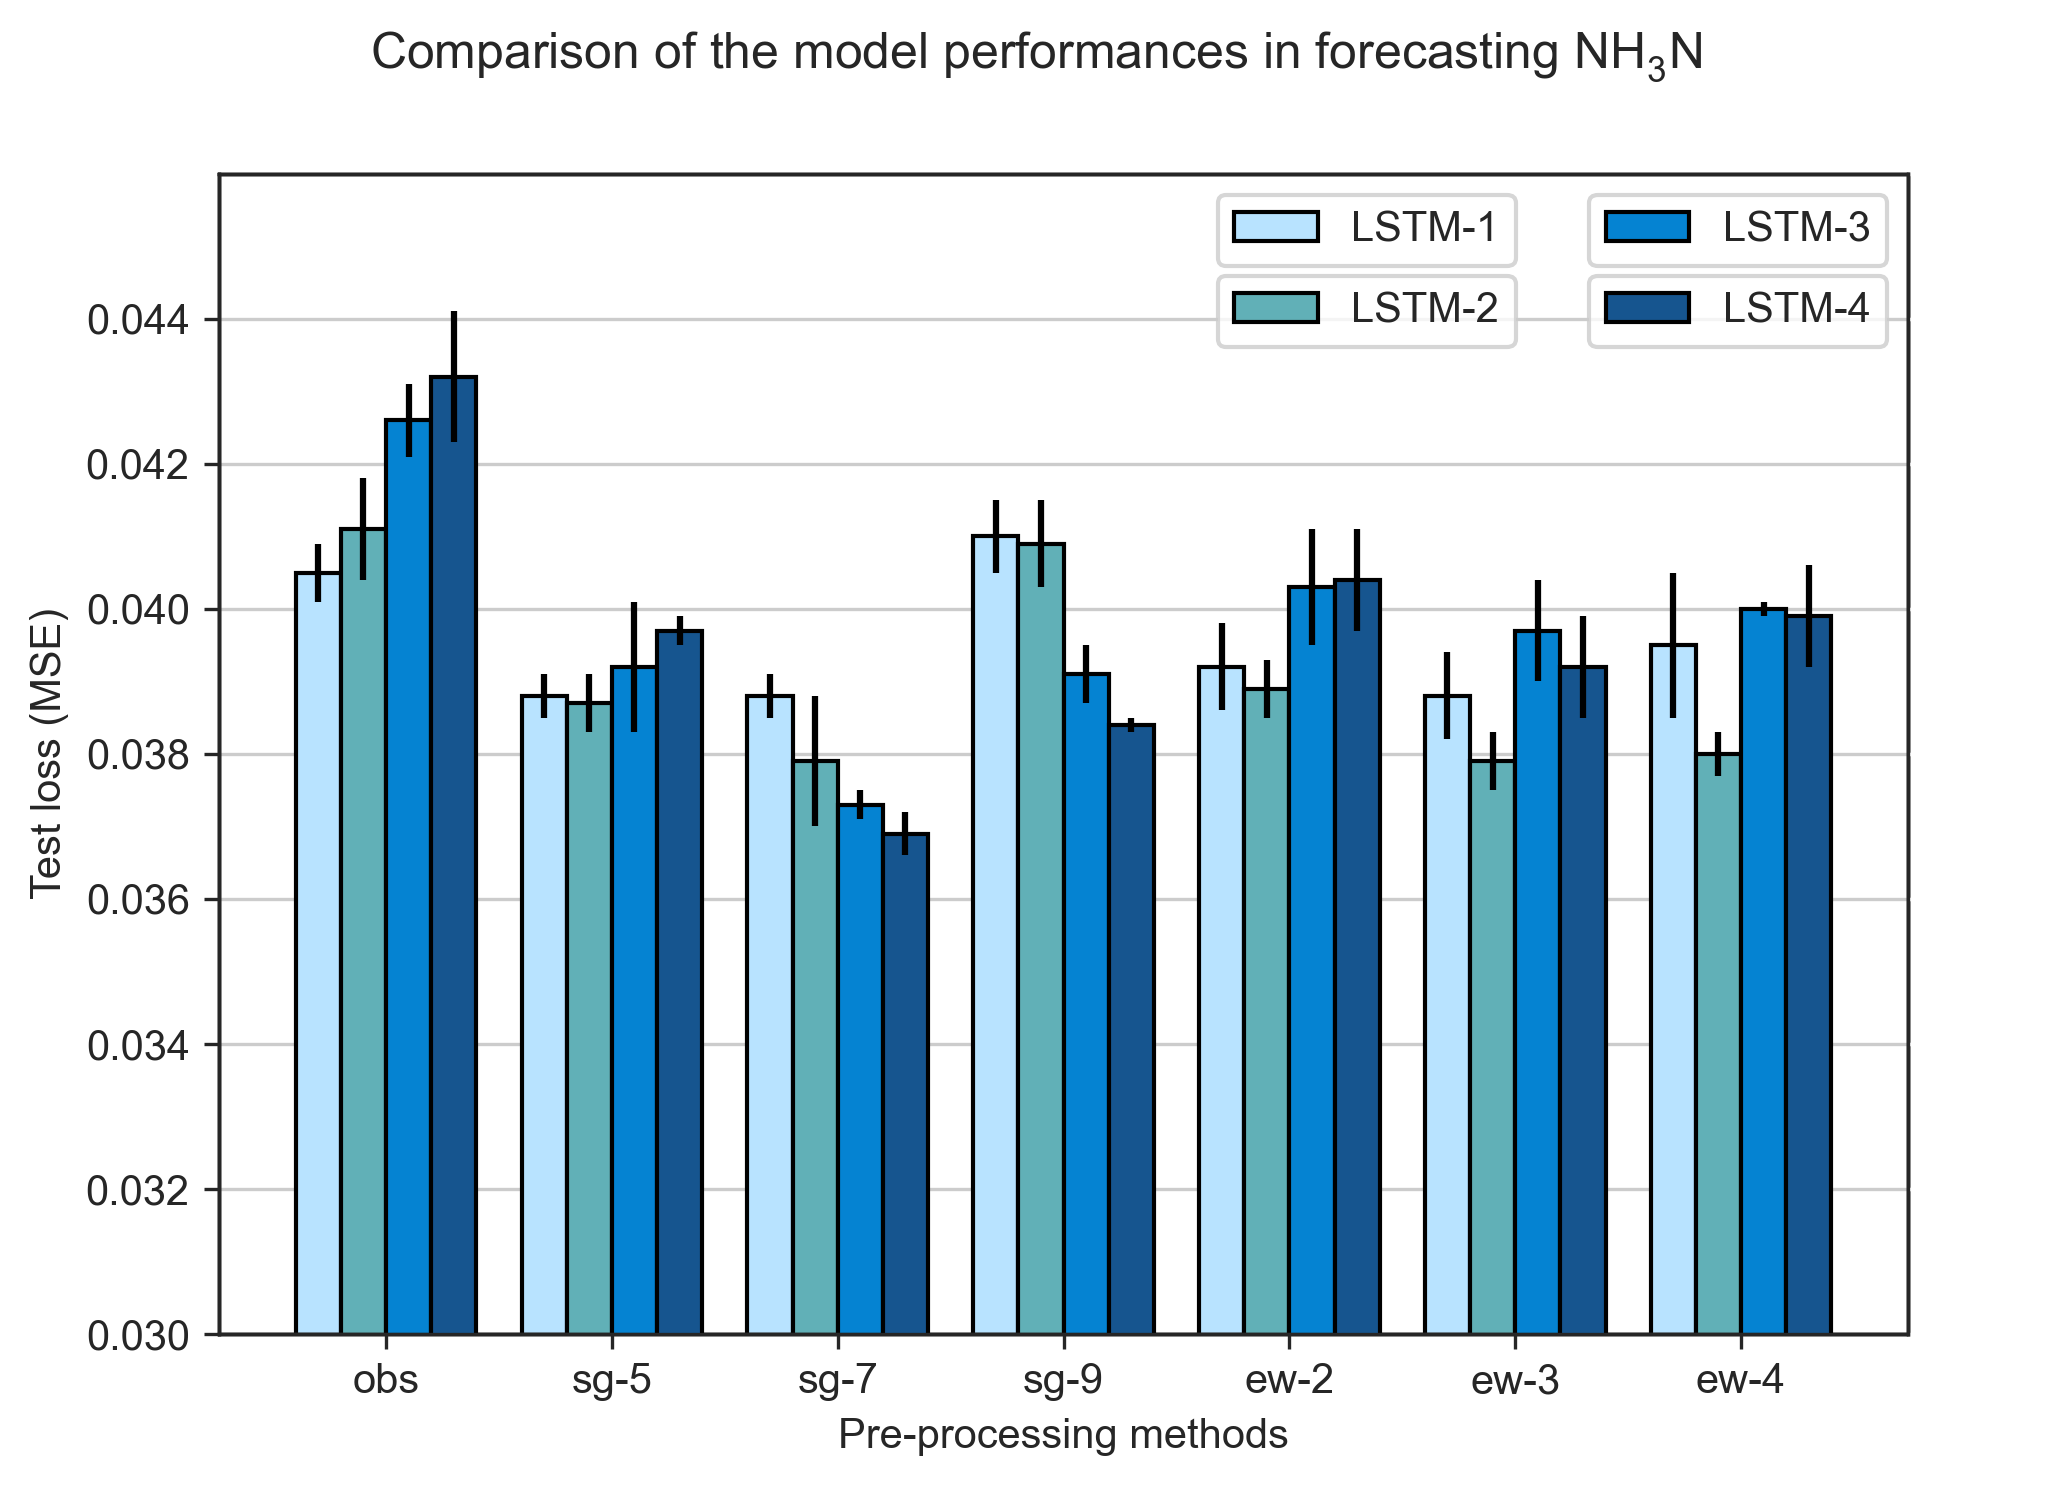 Comparison of the model performances in forecasting NH₃N
LSTM-1
LSTM-2
LSTM-3
LSTM-4
0.044
0.042
0.040
0.038
0.036
0.034
0.032
0.030
Test loss (MSE)
obs sg-5 sg-7 sg-9 ew-2 ew-3 ew-4
Pre-processing methods